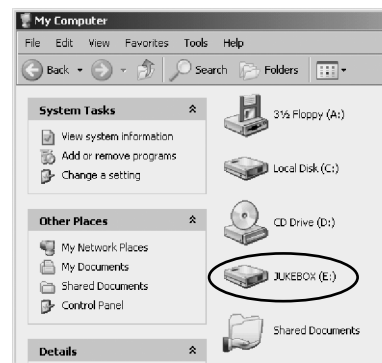 My Computer
File Edit View Favorites Tools Help
Back Search Folders
System Tasks
View system information
Add or remove programs
Change a setting
Other Places
My Network Places
My Documents
Shared Documents
Control Panel
Details
3½ Floppy (A:)
Local Disk (C:)
CD Drive (D:)
JUKEBOX (E:)
Shared Documents